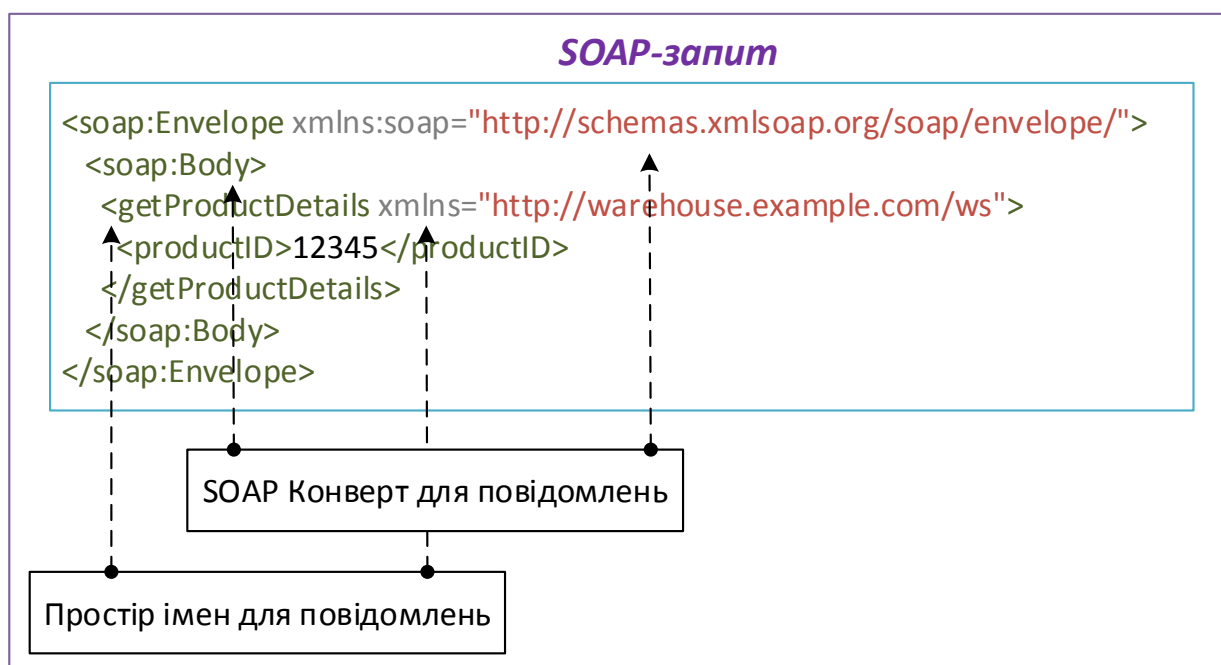 SOAP-запит
<soap:Envelope xmlns:soap="http://schemas.xmlsoap.org/soap/envelope/">
<soap:Body>
<getProductDetails xmlns="http://warehouse.example.com/ws">
<productID>12345</productID>
</getProductDetails>
</soap:Body>
</soap:Envelope>
SOAP Конверт для повідомлень
Простір імен для повідомлень